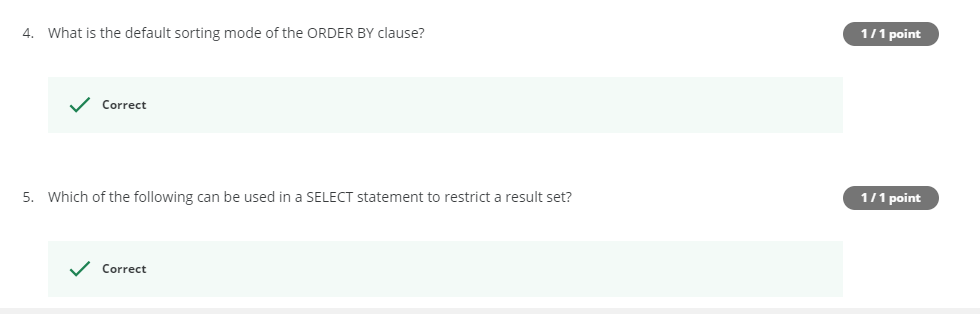 4. What is the default sorting mode of the ORDER BY clause? 1 / 1 point
Correct
5. Which of the following can be used in a SELECT statement to restrict a result set? 1 / 1 point
Correct